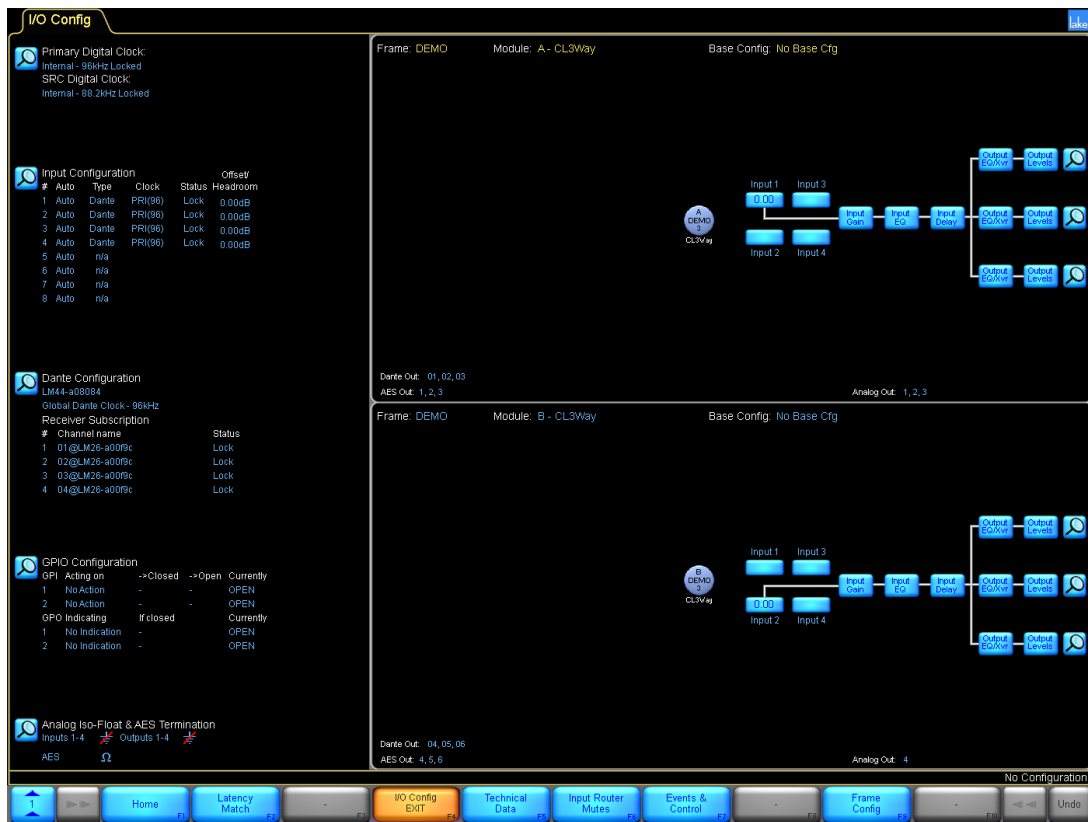 I/O Config
lake
Primary Digital Clock:
Internal - 96kHz Locked
SRC Digital Clock:
Internal - 88.2kHz Locked
Input Configuration
Offset/
# Auto Type Clock Status Headroom
1 Auto Dante PRI(96) Lock 0.00dB
2 Auto Dante PRI(96) Lock 0.00dB
3 Auto Dante PRI(96) Lock 0.00dB
4 Auto Dante PRI(96) Lock 0.00dB
5 Auto n/a
6 Auto n/a
7 Auto n/a
8 Auto n/a
Dante Configuration
LM44-a08084
Global Dante Clock - 96kHz
Receiver Subscription
# Channel name Status
1 01@LM26-a00f9c Lock
2 02@LM26-a00f9c Lock
3 03@LM26-a00f9c Lock
4 04@LM26-a00f9c Lock
GPIO Configuration
GPI Acting on ->Closed ->Open Currently
1 No Action - - OPEN
2 No Action - - OPEN
GPO Indicating If closed Currently
1 No Indication - OPEN
2 No Indication - OPEN
Analog Iso-Float & AES Termination
Inputs 1-4 Outputs 1-4
AES Ω
Frame: DEMO Module: A - CL3Way Base Config: No Base Cfg
Output EQ/Xvr Output Levels
Input 1 Input 3
0.00
A
DEMO
3
CL3Way
Input Gain Input EQ Input Delay Output EQ/Xvr Output Levels
Input 2 Input 4
Output EQ/Xvr Output Levels
Dante Out: 01, 02, 03
AES Out: 1, 2, 3 Analog Out: 1, 2, 3
Frame: DEMO Module: B - CL3Way Base Config: No Base Cfg
Output EQ/Xvr Output Levels
Input 1 Input 3
B
DEMO
3
CL3Way
Input Gain Input EQ Input Delay Output EQ/Xvr Output Levels
0.00
Input 2 Input 4
Output EQ/Xvr Output Levels
Dante Out: 04, 05, 06
AES Out: 4, 5, 6 Analog Out: 4
No Configuration
1
Home F1
Latency Match F2
- F3
I/O Config EXIT F4
Technical Data F5
Input Router Mutes F6
Events & Control F7
- F8
Frame Config F9
- F10
Undo